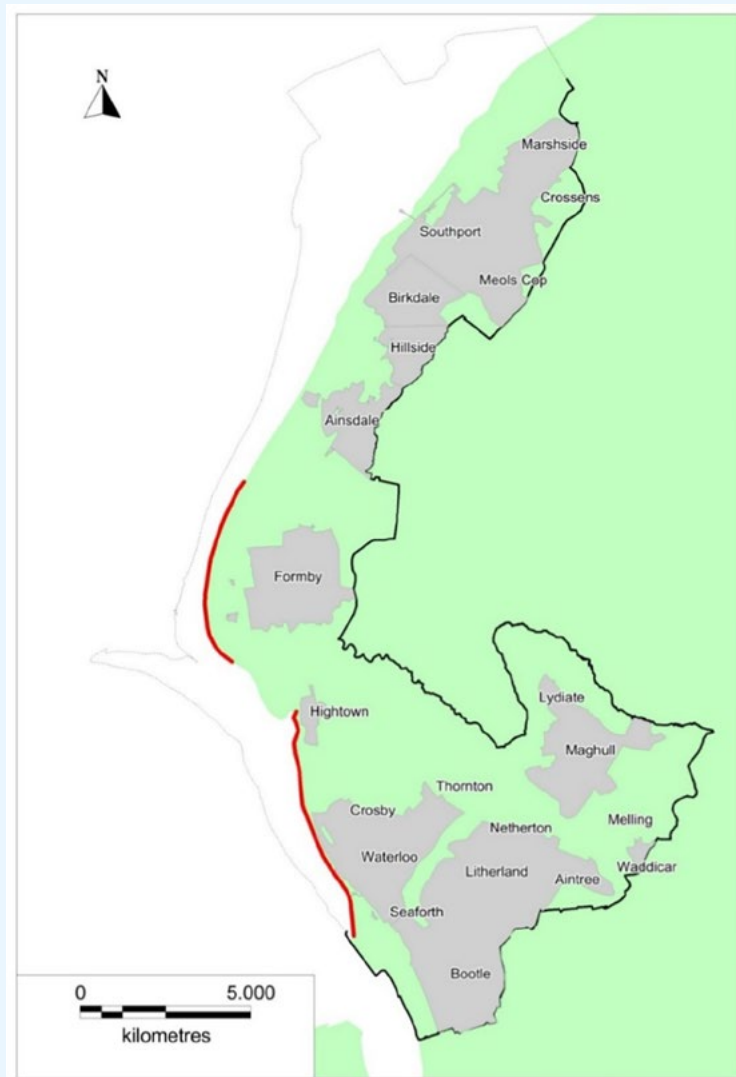 N
Marshside
Crossens
Southport
Meols Cop
Birkdale
Hillside
Ainsdale
Formby
Lydiate
Hightown
Maghull
Thornton
Crosby
Melling
Netherton
Waterloo
Litherland
Waddicar
Aintree
Seaforth
Bootle
0 5.000
kilometres